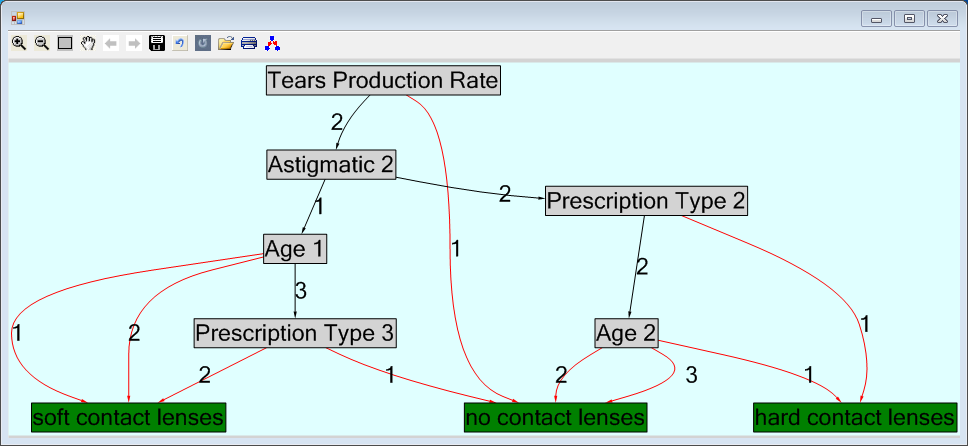 Tears Production Rate
2
Astigmatic 2
2
Prescription Type 2
1
Age 1
1
2
3
1
2
1
Prescription Type 3
Age 2
2
1
2
3
1
soft contact lenses
no contact lenses
hard contact lenses